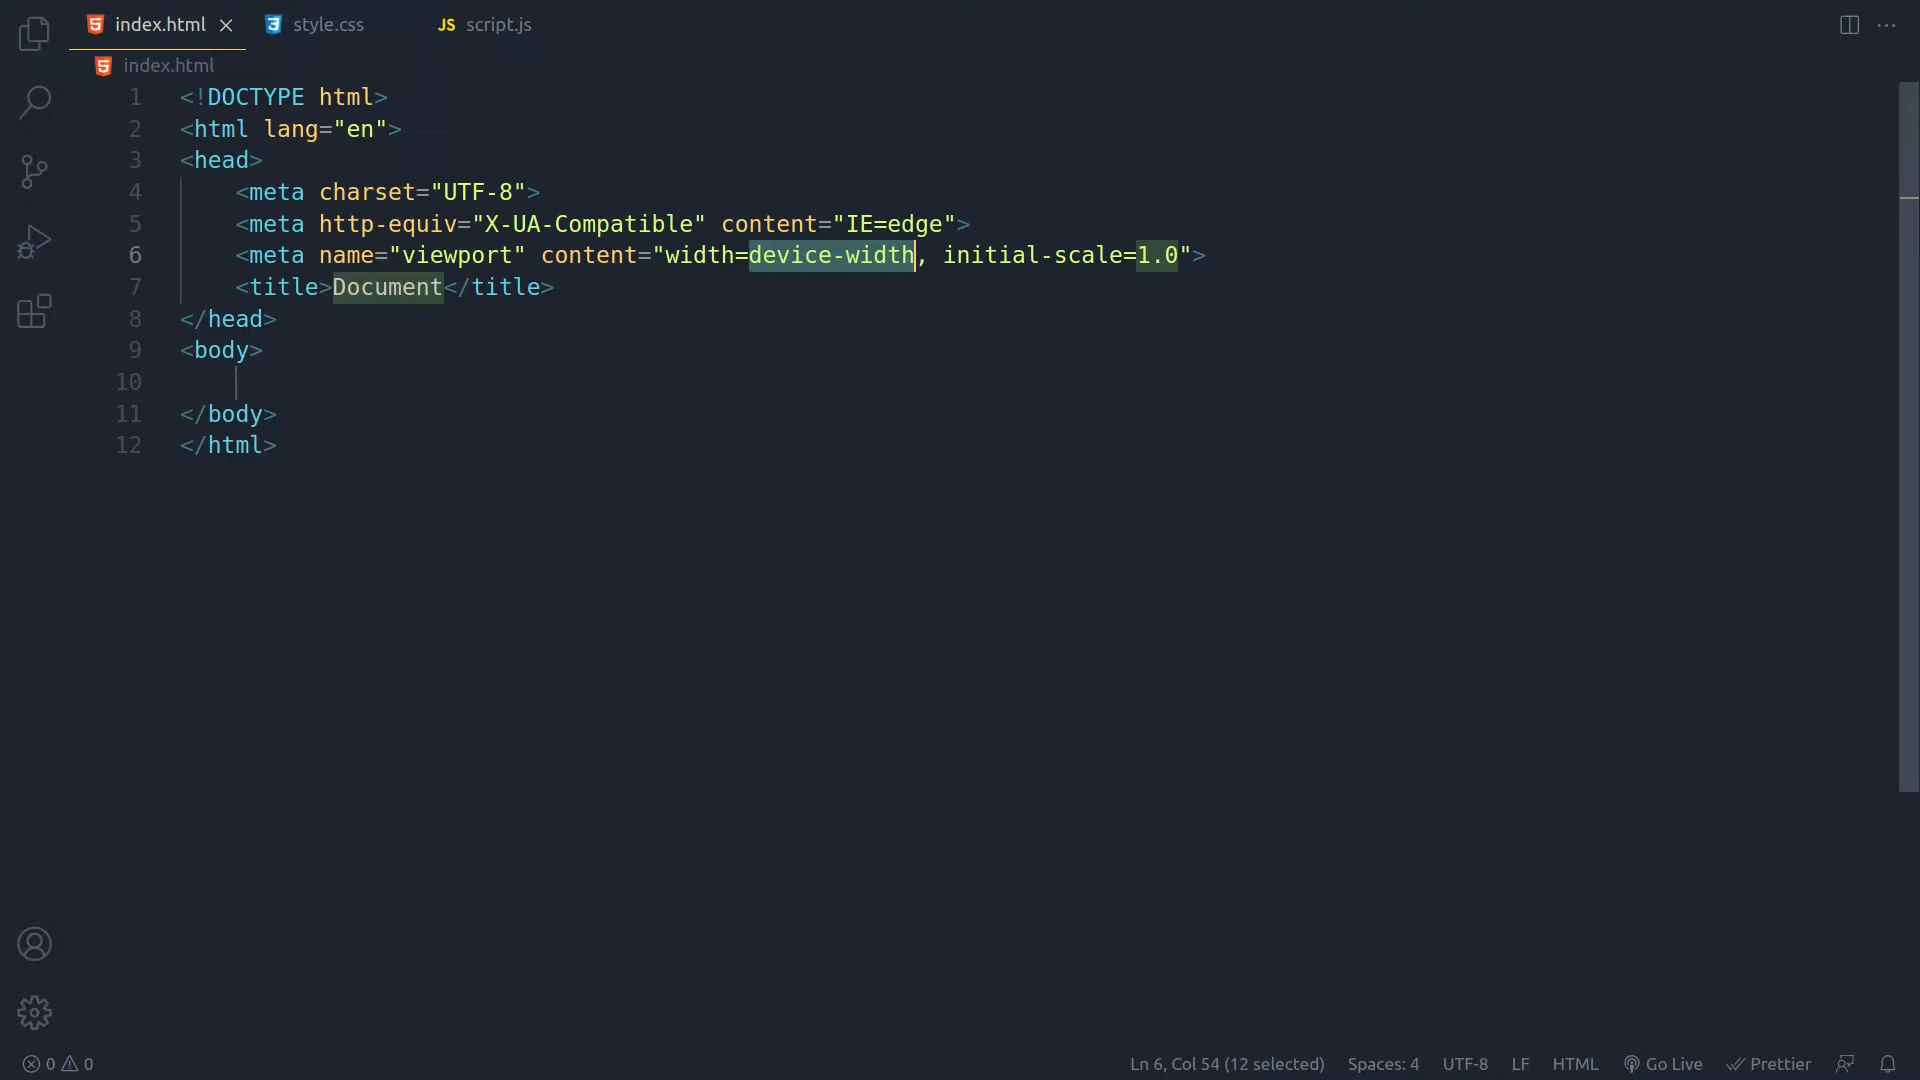 index.html
style.css
JS script.js
index.html
1 <!DOCTYPE html>
2 <html lang="en">
3 <head>
4 <meta charset="UTF-8">
5 <meta http-equiv="X-UA-Compatible" content="IE=edge">
6 <meta name="viewport" content="width=device-width, initial-scale=1.0">
7 <title>Document</title>
8 </head>
9 <body>
10
11 </body>
12 </html>
0 0 Ln 6, Col 54 (12 selected) Spaces: 4 UTF-8 LF HTML Go Live Prettier